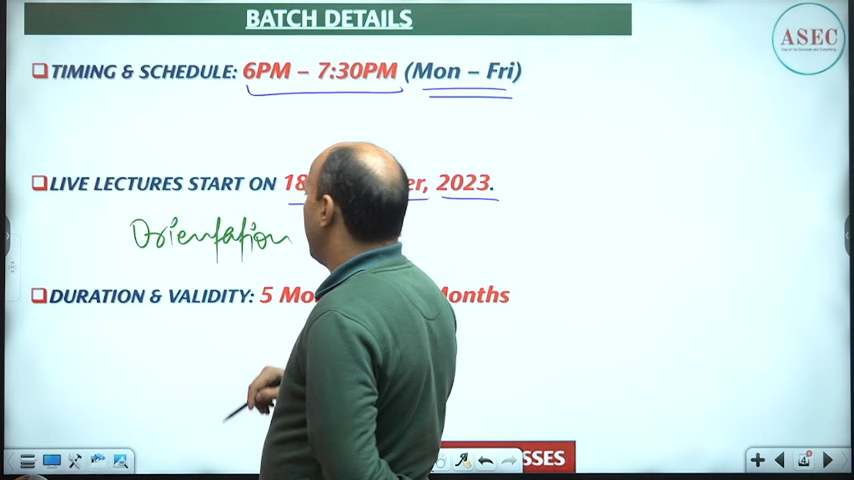 BATCH DETAILS
ASEC
TIMING & SCHEDULE: 6PM – 7:30PM (Mon – Fri)
LIVE LECTURES START ON 18, er, 2023.
Orientation
DURATION & VALIDITY: 5 Mo Months
SSES